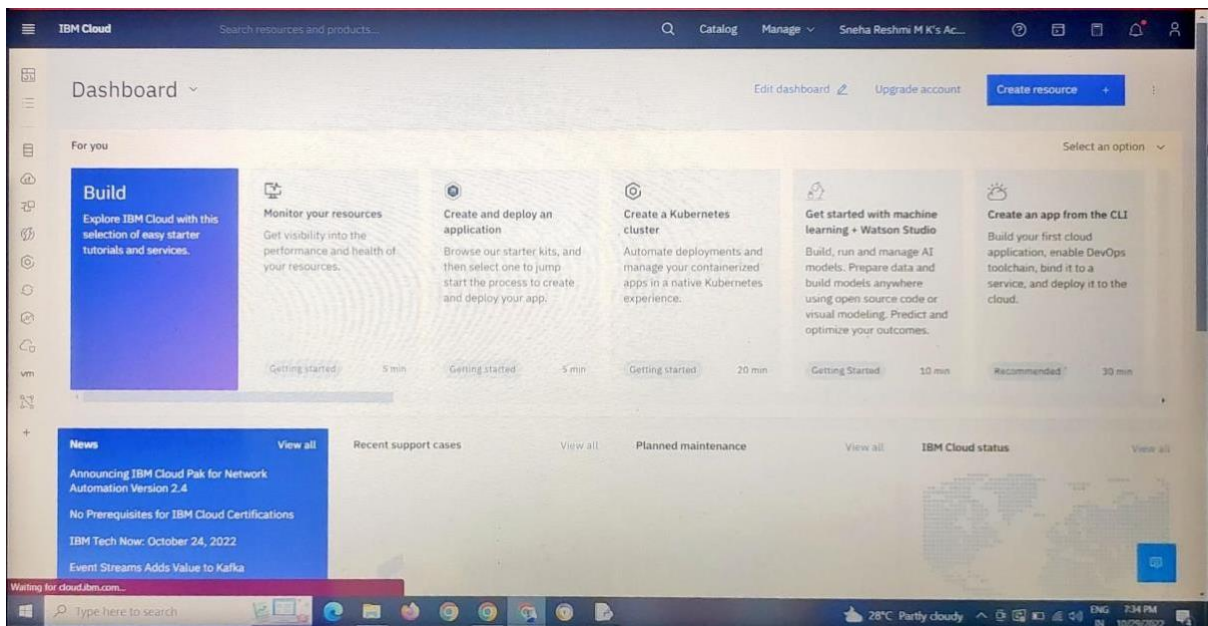 IBM Cloud
Search resources and products...
Catalog
Manage
Sneha Reshmi M K's Ac...
Dashboard
Edit dashboard
Upgrade account
Create resource +
For you
Select an option
Build
Explore IBM Cloud with this
selection of easy starter
tutorials and services.
Monitor your resources
Get visibility into the
performance and health of
your resources.
Getting started
5 min
Create and deploy an
application
Browse our starter kits, and
then select one to jump
start the process to create
and deploy your app.
Getting started
5 min
Create a Kubernetes
cluster
Automate deployments and
manage your containerized
apps in a native Kubernetes
experience.
Getting started
20 min
Get started with machine
learning + Watson Studio
Build, run and manage AI
models. Prepare data and
build models anywhere
using open source code or
visual modeling. Predict and
optimize your outcomes.
Getting Started
10 min
Create an app from the CLI
Build your first cloud
application, enable DevOps
toolchain, bind it to a
service, and deploy it to the
cloud.
Recommended
30 min
vm
News
View all
Announcing IBM Cloud Pak for Network
Automation Version 2.4
No Prerequisites for IBM Cloud Certifications
IBM Tech Now: October 24, 2022
Event Streams Adds Value to Kafka
Recent support cases
View all
Planned maintenance
View all
IBM Cloud status
View all
Waiting for cloud.ibm.com...
Type here to search
28°C Partly cloudy
ENG
IN
7:34 PM
10/29/2022